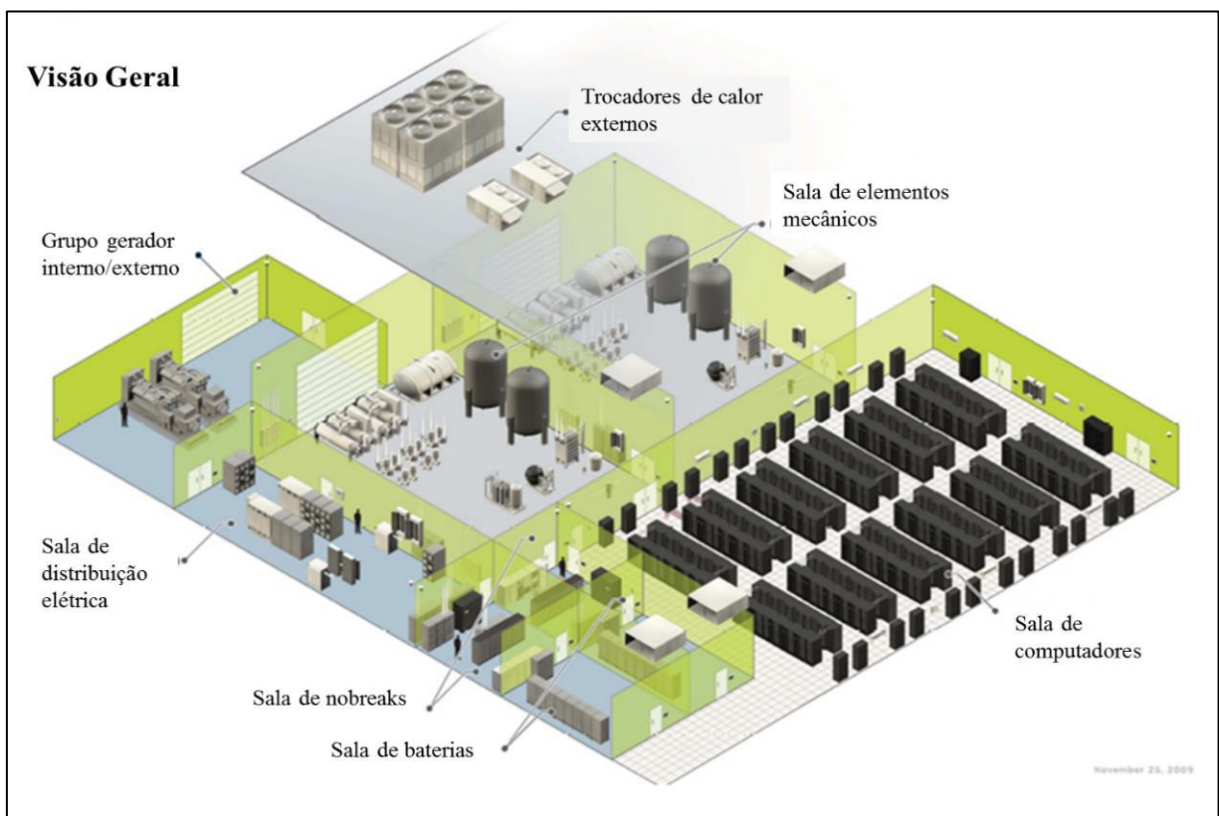 Visão Geral
Trocadores de calor
externos
Sala de elementos
mecânicos
Grupo gerador
interno/externo
Sala de
distribuição
elétrica
Sala de
computadores
Sala de nobreaks
Sala de baterias
November 25, 2009